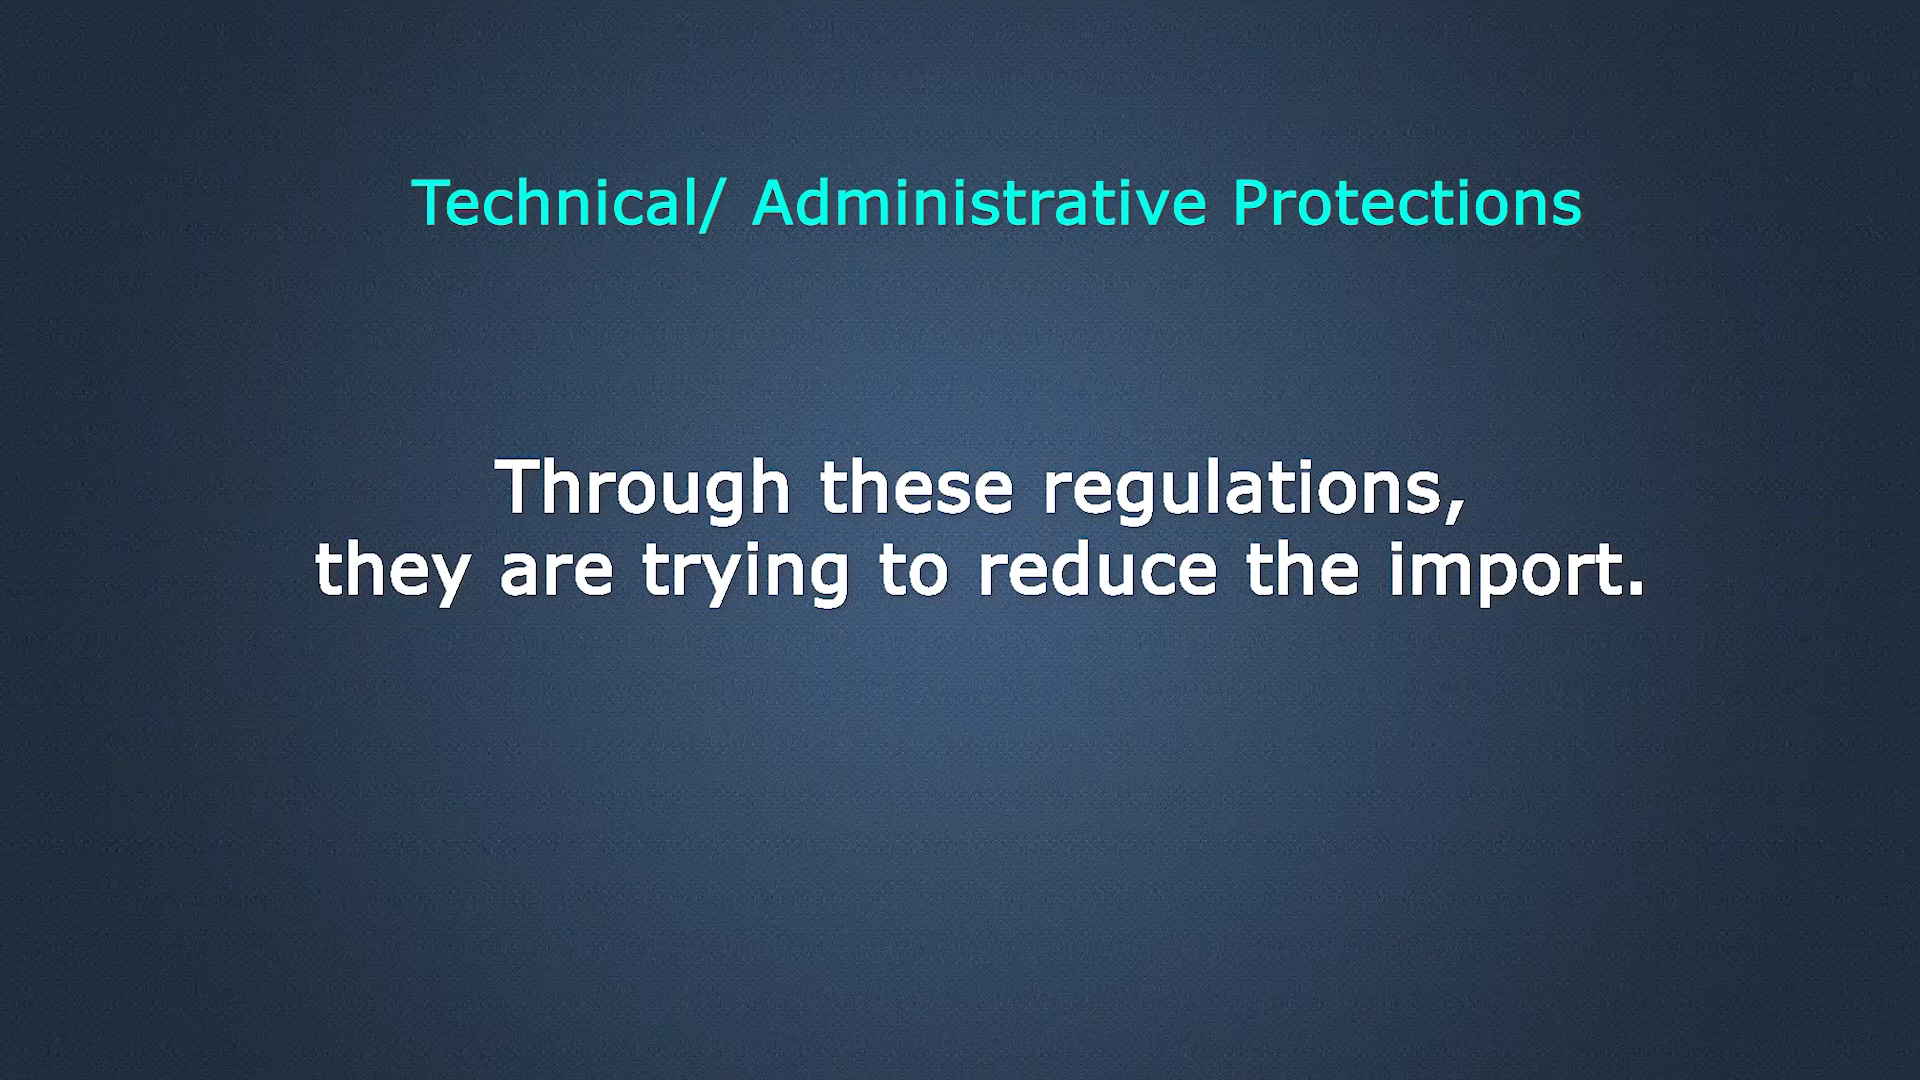 Technical/ Administrative Protections
Through these regulations,
they are trying to reduce the import.